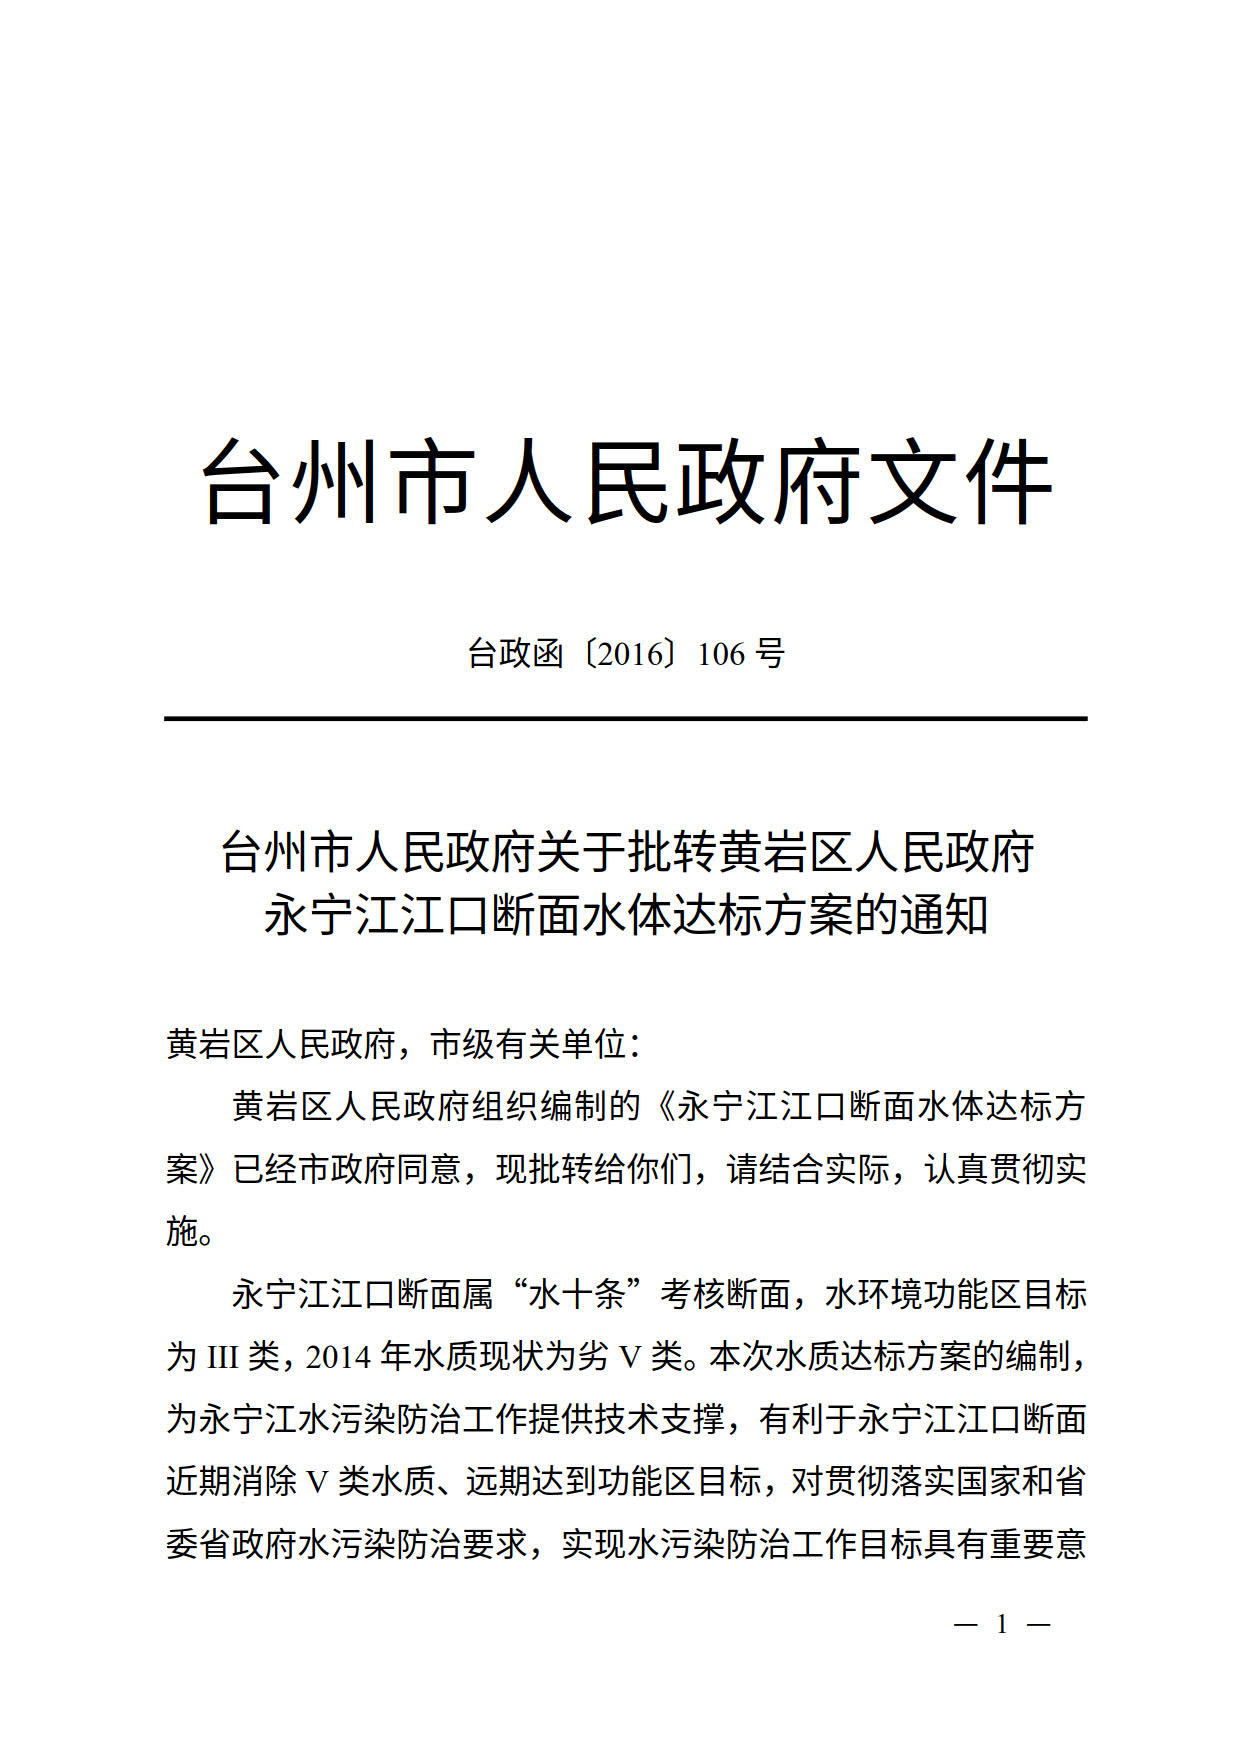 台州市人民政府文件
台政函〔2016〕106 号
台州市人民政府关于批转黄岩区人民政府
永宁江江口断面水体达标方案的通知
黄岩区人民政府，市级有关单位：
黄岩区人民政府组织编制的《永宁江江口断面水体达标方
案》已经市政府同意，现批转给你们，请结合实际，认真贯彻实
施。
永宁江江口断面属“水十条”考核断面，水环境功能区目标
为 III 类，2014 年水质现状为劣 V 类。本次水质达标方案的编制，
为永宁江水污染防治工作提供技术支撑，有利于永宁江江口断面
近期消除 V 类水质、远期达到功能区目标，对贯彻落实国家和省
委省政府水污染防治要求，实现水污染防治工作目标具有重要意
— 1 —